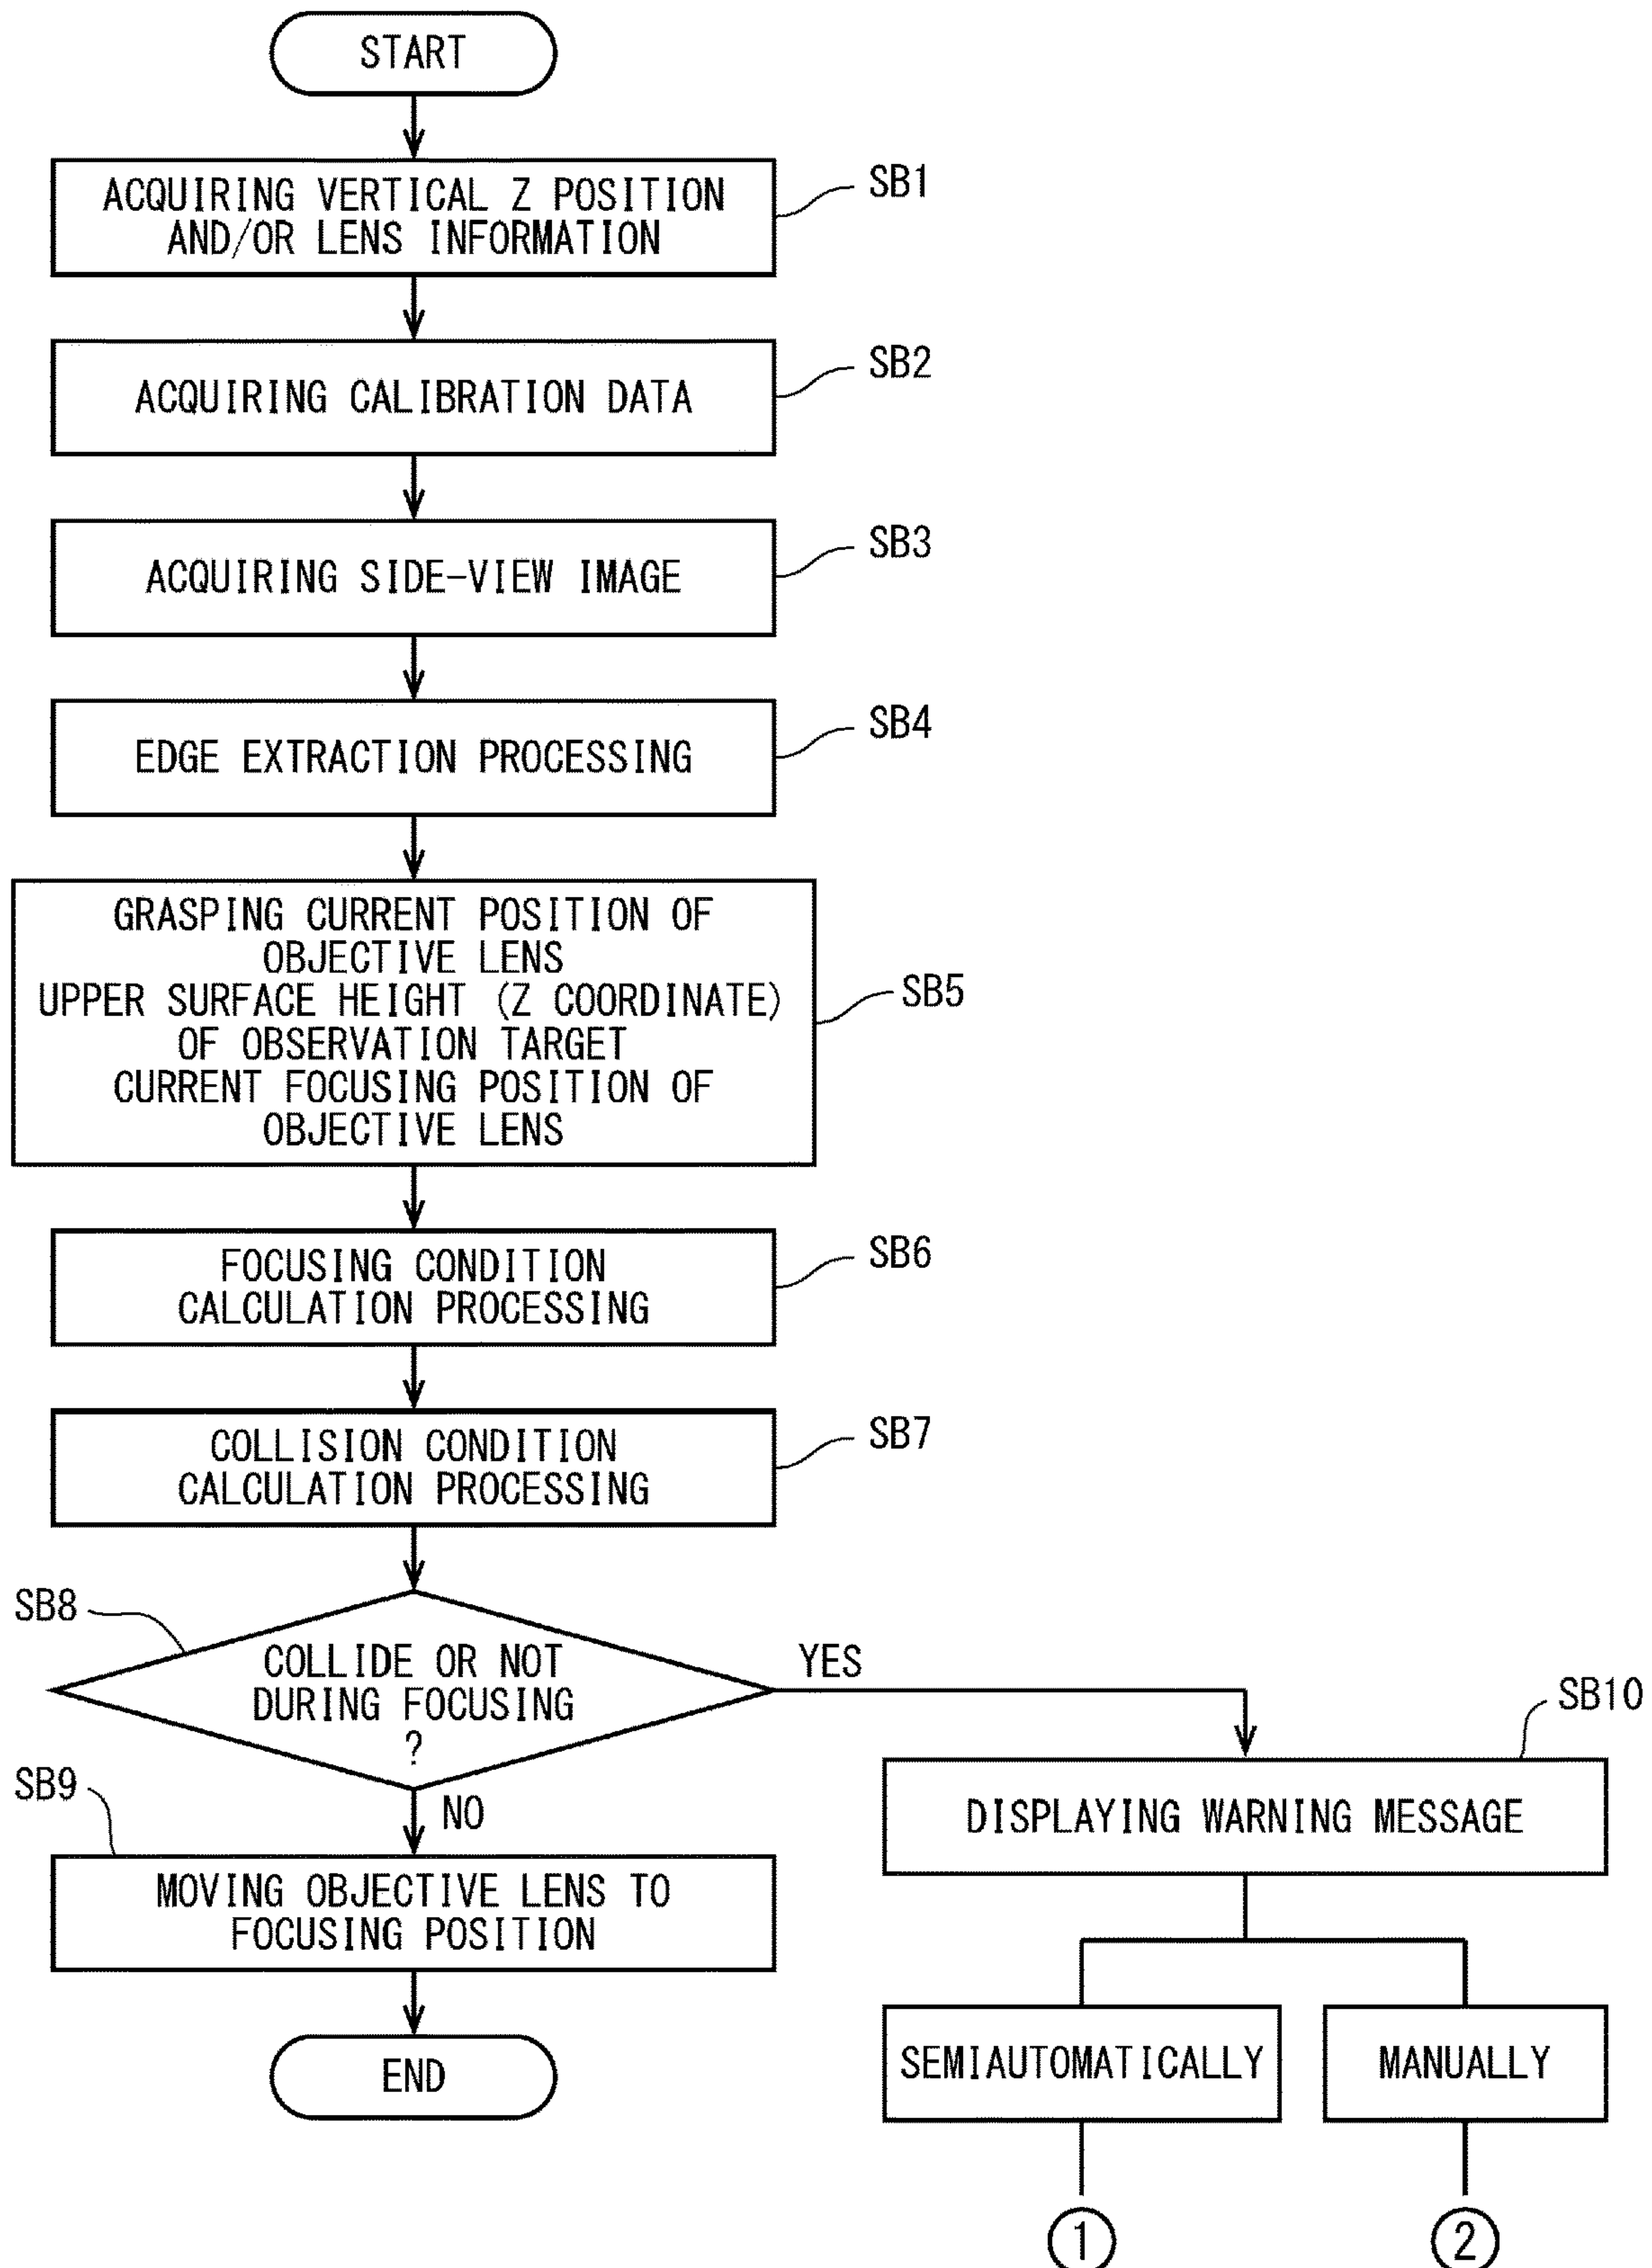 START
ACQUIRING VERTICAL Z POSITION
AND/OR LENS INFORMATION
SB1
ACQUIRING CALIBRATION DATA
SB2
ACQUIRING SIDE-VIEW IMAGE
SB3
EDGE EXTRACTION PROCESSING
SB4
GRASPING CURRENT POSITION OF
OBJECTIVE LENS
UPPER SURFACE HEIGHT (Z COORDINATE)
OF OBSERVATION TARGET
CURRENT FOCUSING POSITION OF
OBJECTIVE LENS
SB5
FOCUSING CONDITION
CALCULATION PROCESSING
SB6
COLLISION CONDITION
CALCULATION PROCESSING
SB7
SB8
COLLIDE OR NOT
DURING FOCUSING
?
YES
NO
SB9
MOVING OBJECTIVE LENS TO
FOCUSING POSITION
END
SB10
DISPLAYING WARNING MESSAGE
SEMIAUTOMATICALLY
MANUALLY
1
2